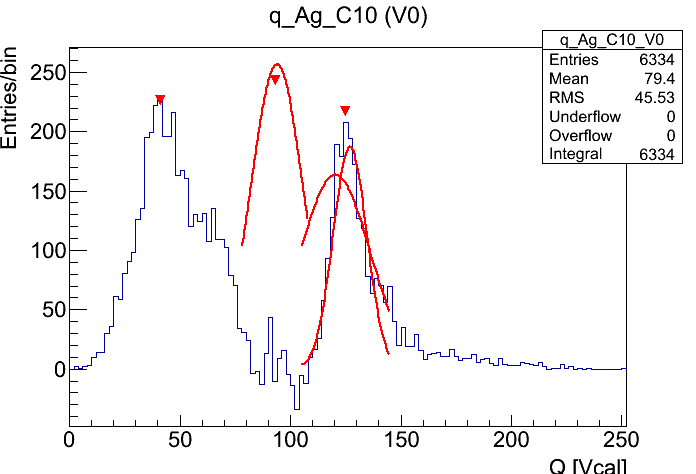 q_Ag_C10 (V0)
q_Ag_C10_V0
Entries 6334
Mean 79.4
RMS 45.53
Underflow 0
Overflow 0
Integral 6334
Entries/bin
250
200
150
100
50
0
0 50 100 150 200 250
Q [Vcal]